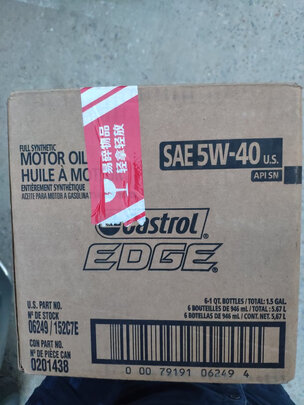 FULL SYNTHETIC
MOTOR OIL
HUILE À MO
ENTIÈREMENT SYNTHÉTIQUE
ACEITE PARA MOTOR A GASOLINA
易碎物品
轻拿轻放
SAE 5W-40 U.S.
API SN
Castrol
EDGE
U.S. PART NO.
Nº DE STOCK
06249 / 152C7E
CDN PART NO.
Nº DE PIÈCE CAN
0201438
6-1 QT. BOTTLES / TOTAL: 1.5 GAL.
6 BOUTEILLES DE 946 mL / TOTAL: 5.67 L
6 BOTELLAS DE 946 mL / CONT. NET. 5,67 L
0 00 79191 06249 4